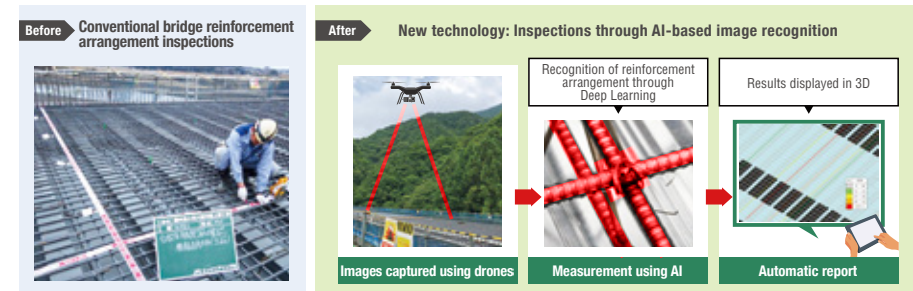 Before
Conventional bridge reinforcement
arrangement inspections
After
New technology: Inspections through AI-based image recognition
Images captured using drones
Recognition of reinforcement
arrangement through
Deep Learning
Measurement using AI
Results displayed in 3D
Automatic report